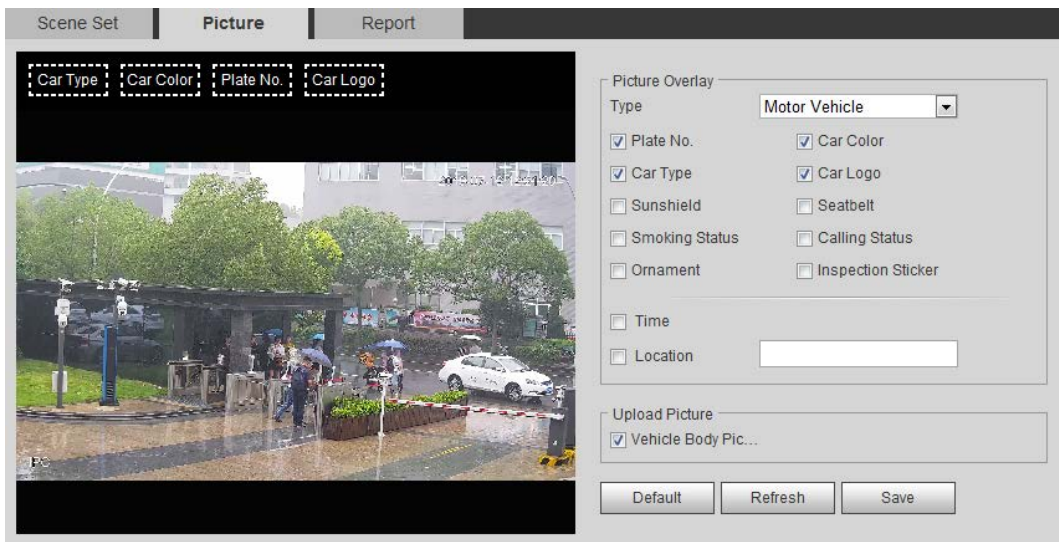 Scene Set Picture Report
Car Type Car Color Plate No. Car Logo
IPC
Picture Overlay
Type Motor Vehicle
Plate No. Car Color
Car Type Car Logo
Sunshield Seatbelt
Smoking Status Calling Status
Ornament Inspection Sticker
Time
Location
Upload Picture
Vehicle Body Pic...
Default Refresh Save